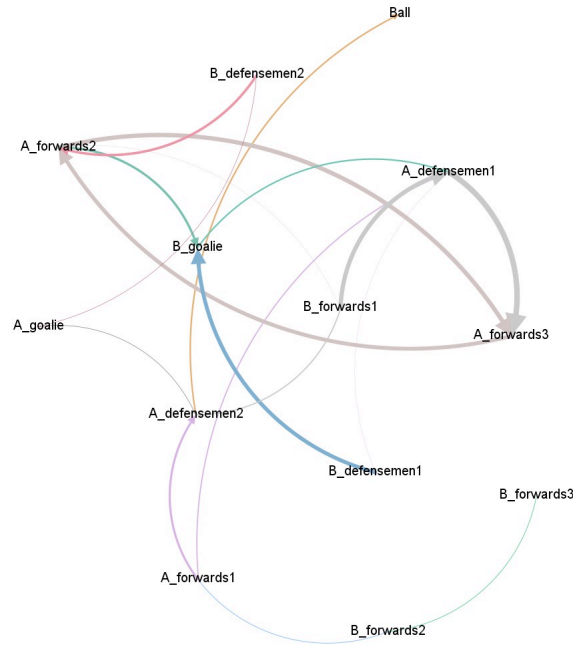 Ball
B_defensemen2
A_forwards2
A_defensemen1
B_goalie
B_forwards1
A_goalie
A_forwards3
A_defensemen2
B_defensemen1
B_forwards3
A_forwards1
B_forwards2